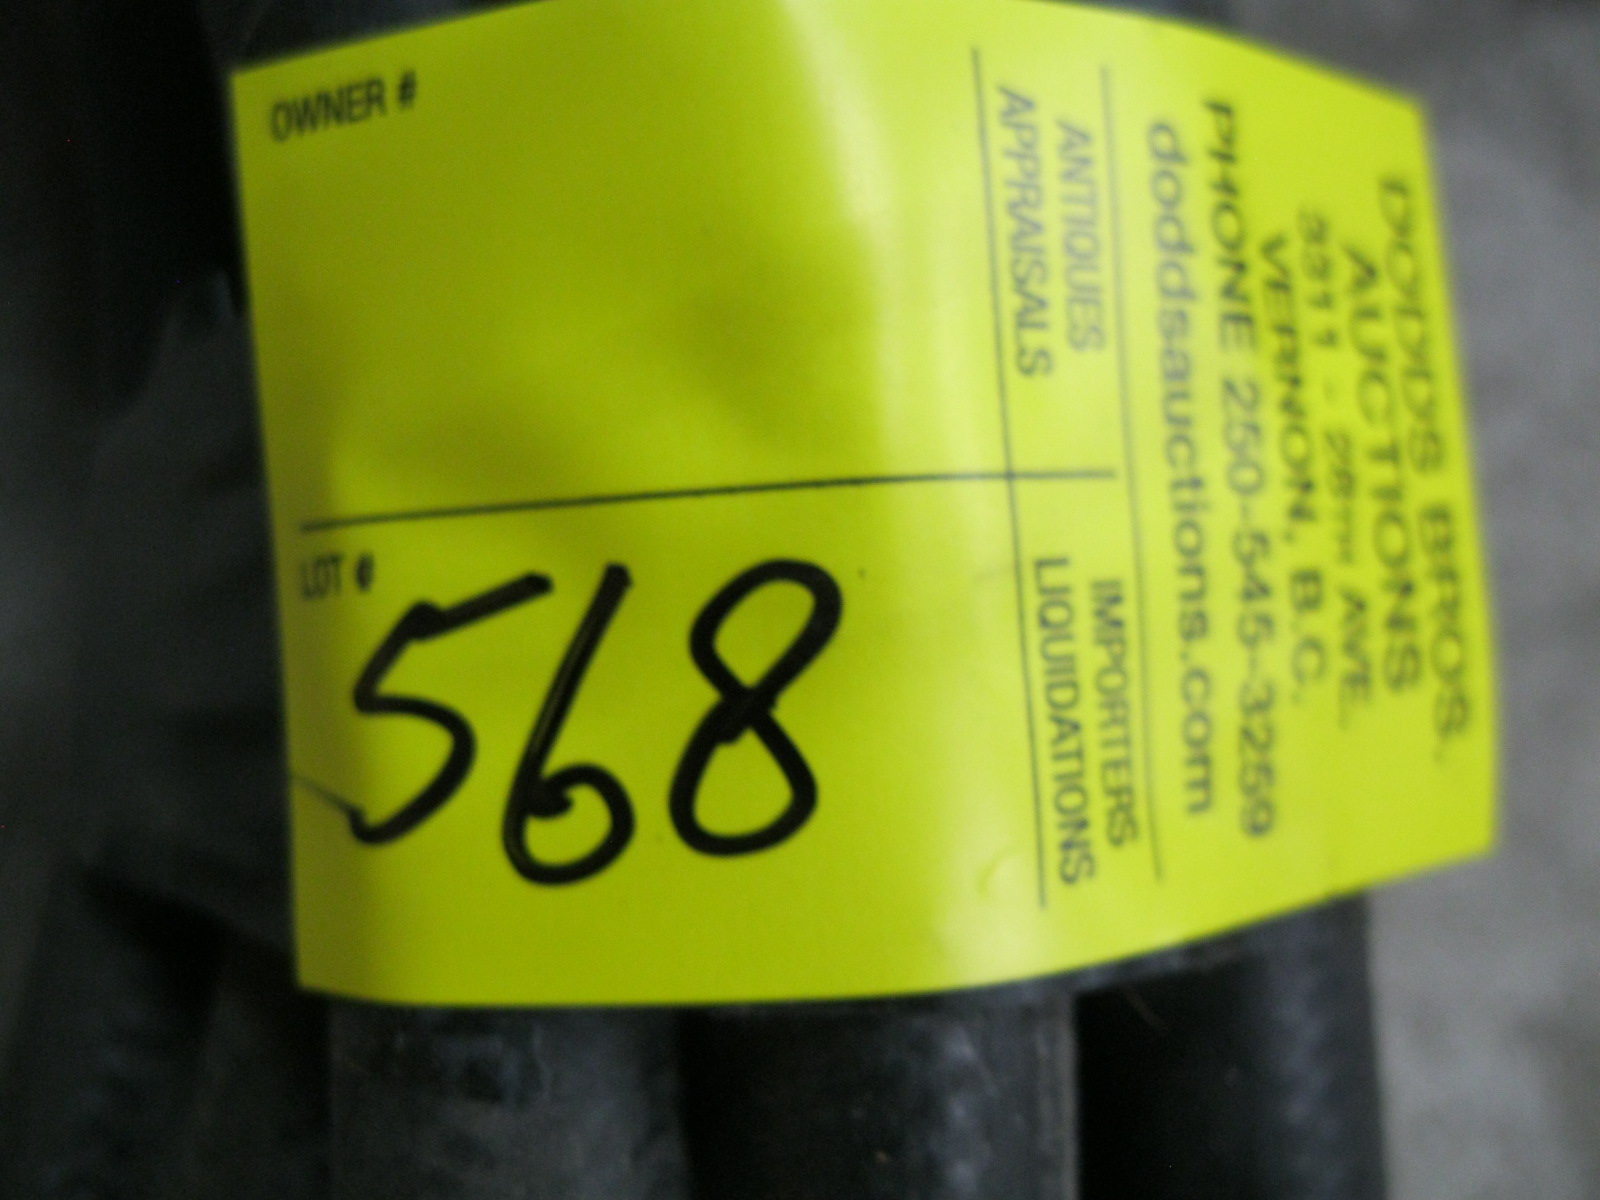 DODDS BROS.
AUCTIONS
3311 - 28TH AVE.
VERNON, B.C.
PHONE 250-545-3259
doddsauctions.com
ANTIQUES IMPORTERS
APPRAISALS LIQUIDATIONS
OWNER #
LOT #
568